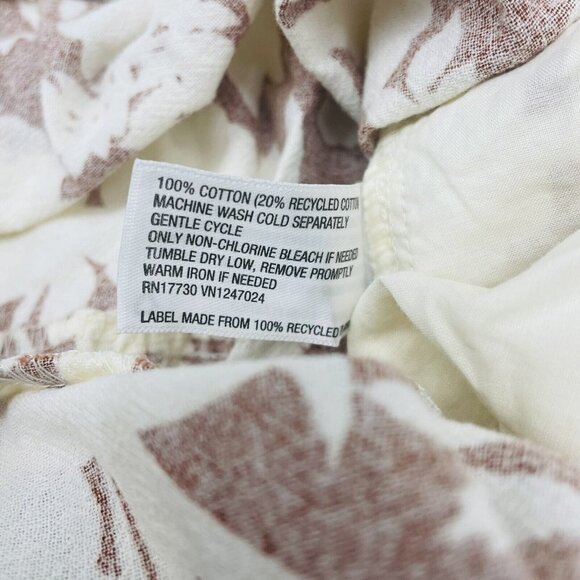 100% COTTON (20% RECYCLED COTTON
MACHINE WASH COLD SEPARATELY
GENTLE CYCLE
ONLY NON-CHLORINE BLEACH IF NEEDED
TUMBLE DRY LOW, REMOVE PROMPTLY
WARM IRON IF NEEDED
RN17730 VN1247024
LABEL MADE FROM 100% RECYCLED